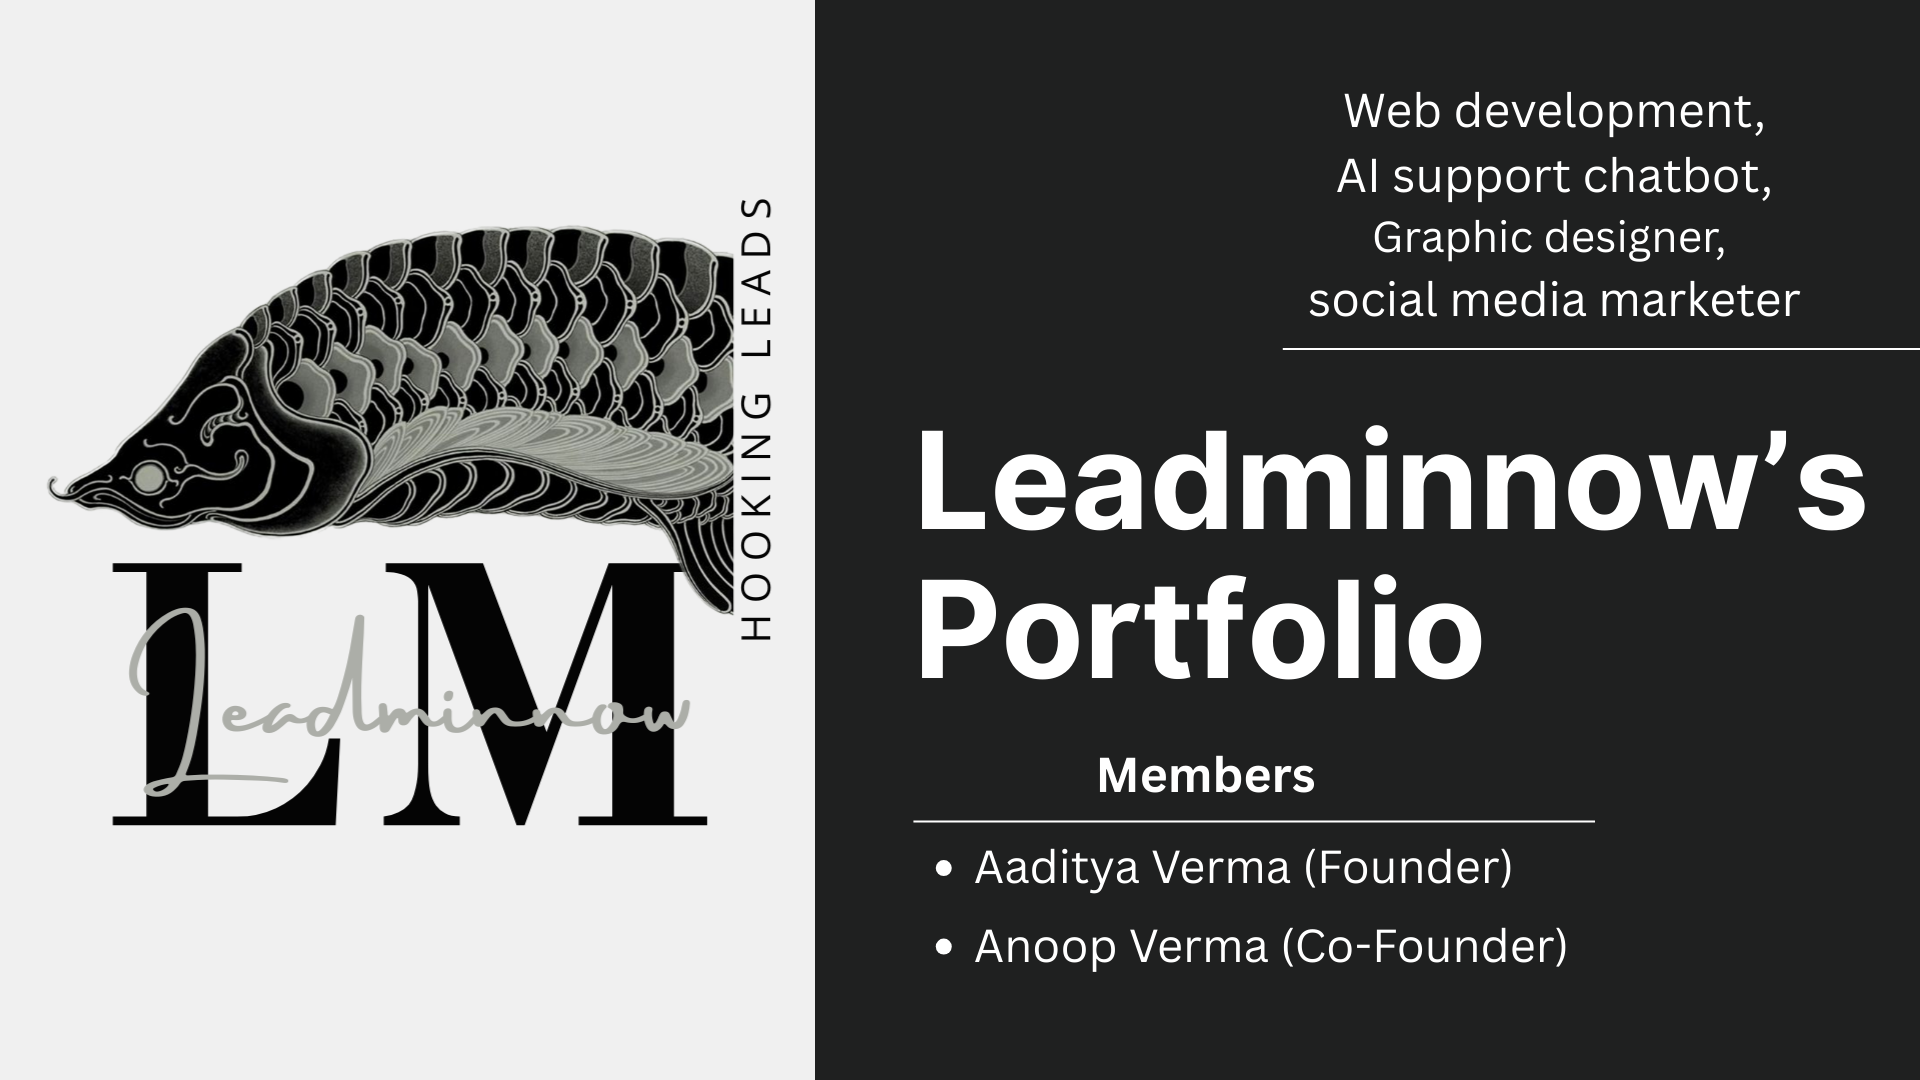 HOOKING LEADS
LM
Leadminnow
Web development,
AI support chatbot,
Graphic designer,
social media marketer
Leadminnow’s
Portfolio
Members
• Aaditya Verma (Founder)
• Anoop Verma (Co-Founder)